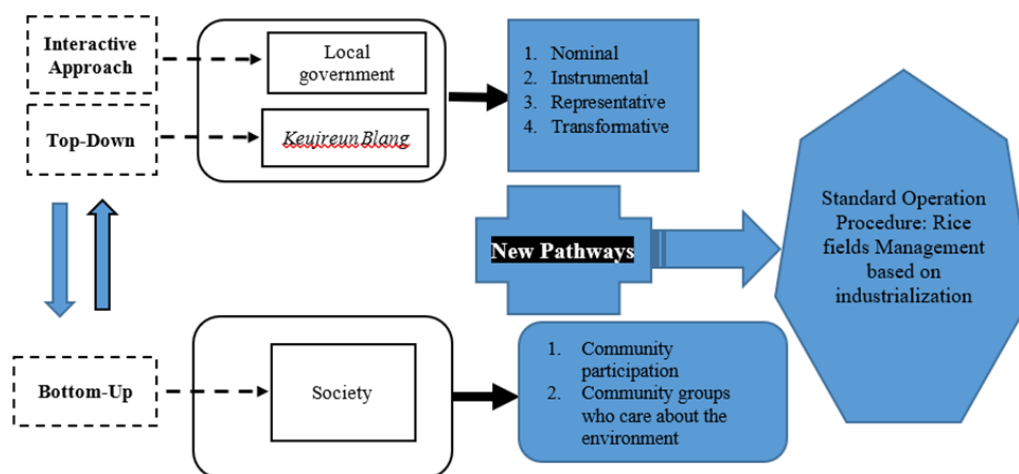 Interactive
Approach
Top-Down
Local
government
Keujreun Blang
1. Nominal
2. Instrumental
3. Representative
4. Transformative
New Pathways
Standard Operation
Procedure: Rice
fields Management
based on
industrialization
Bottom-Up
Society
1. Community
participation
2. Community groups
who care about the
environment